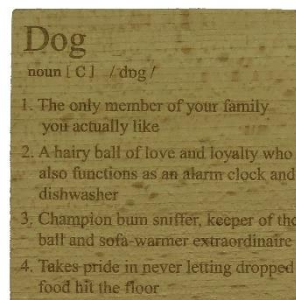 Dog
noun [ C ] /dɒg /
1. The only member of your family
you actually like
2. A hairy ball of love and loyalty who
also functions as an alarm clock and
dishwasher
3. Champion bum sniffer, keeper of the
ball and sofa-warmer extraordinaire
4. Takes pride in never letting dropped
food hit the floor